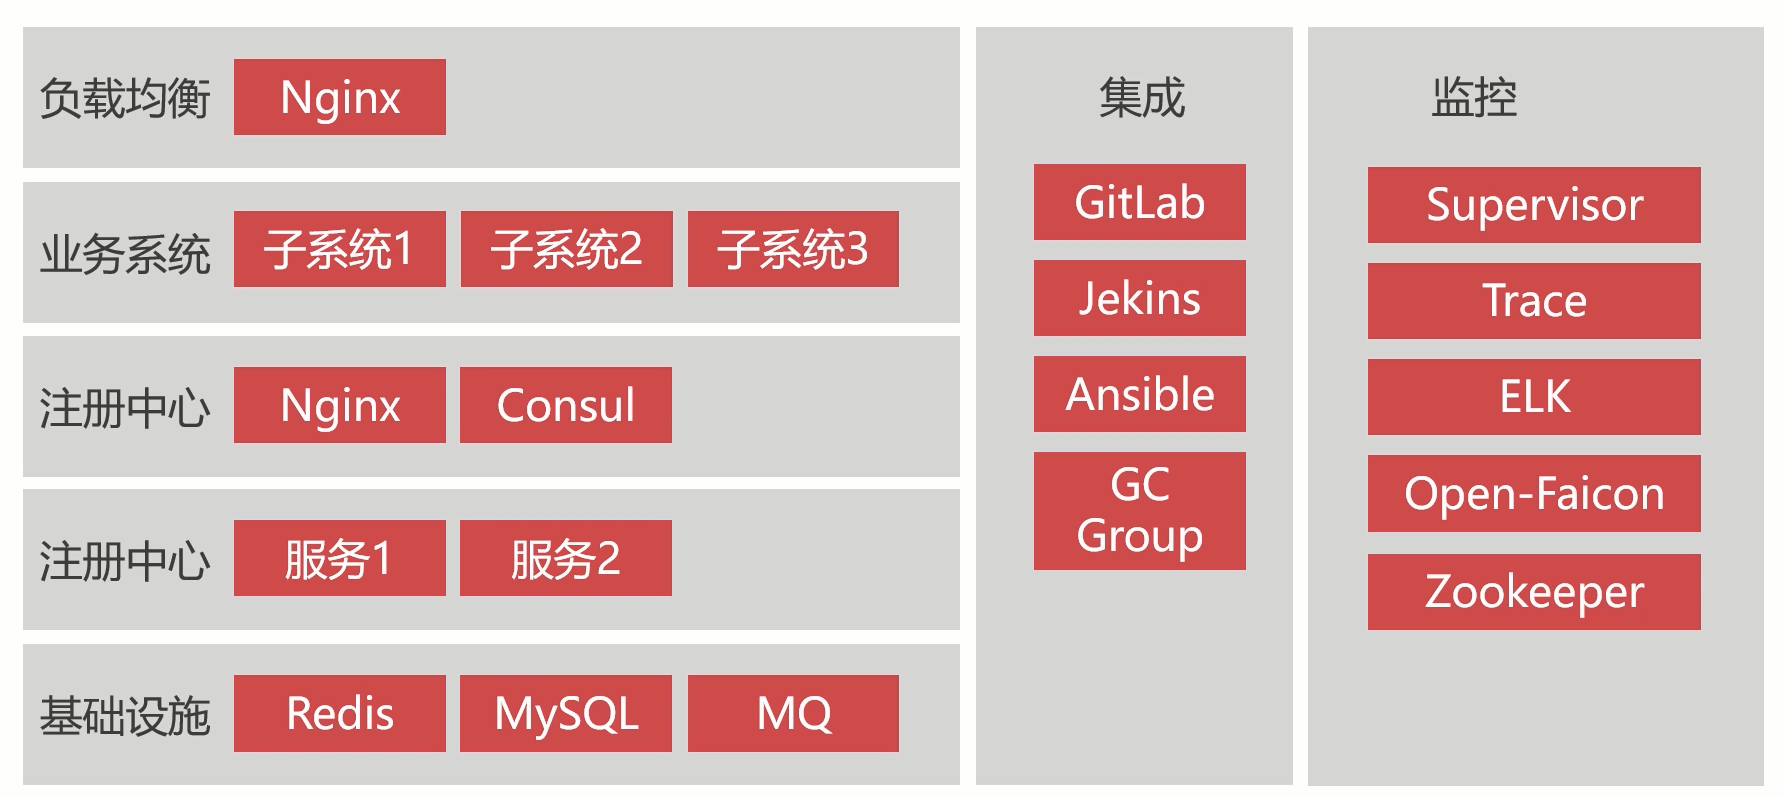 负载均衡
Nginx
业务系统
子系统1
子系统2
子系统3
注册中心
Nginx
Consul
注册中心
服务1
服务2
基础设施
Redis
MySQL
MQ
集成
GitLab
Jekins
Ansible
GC
Group
监控
Supervisor
Trace
ELK
Open-Faicon
Zookeeper